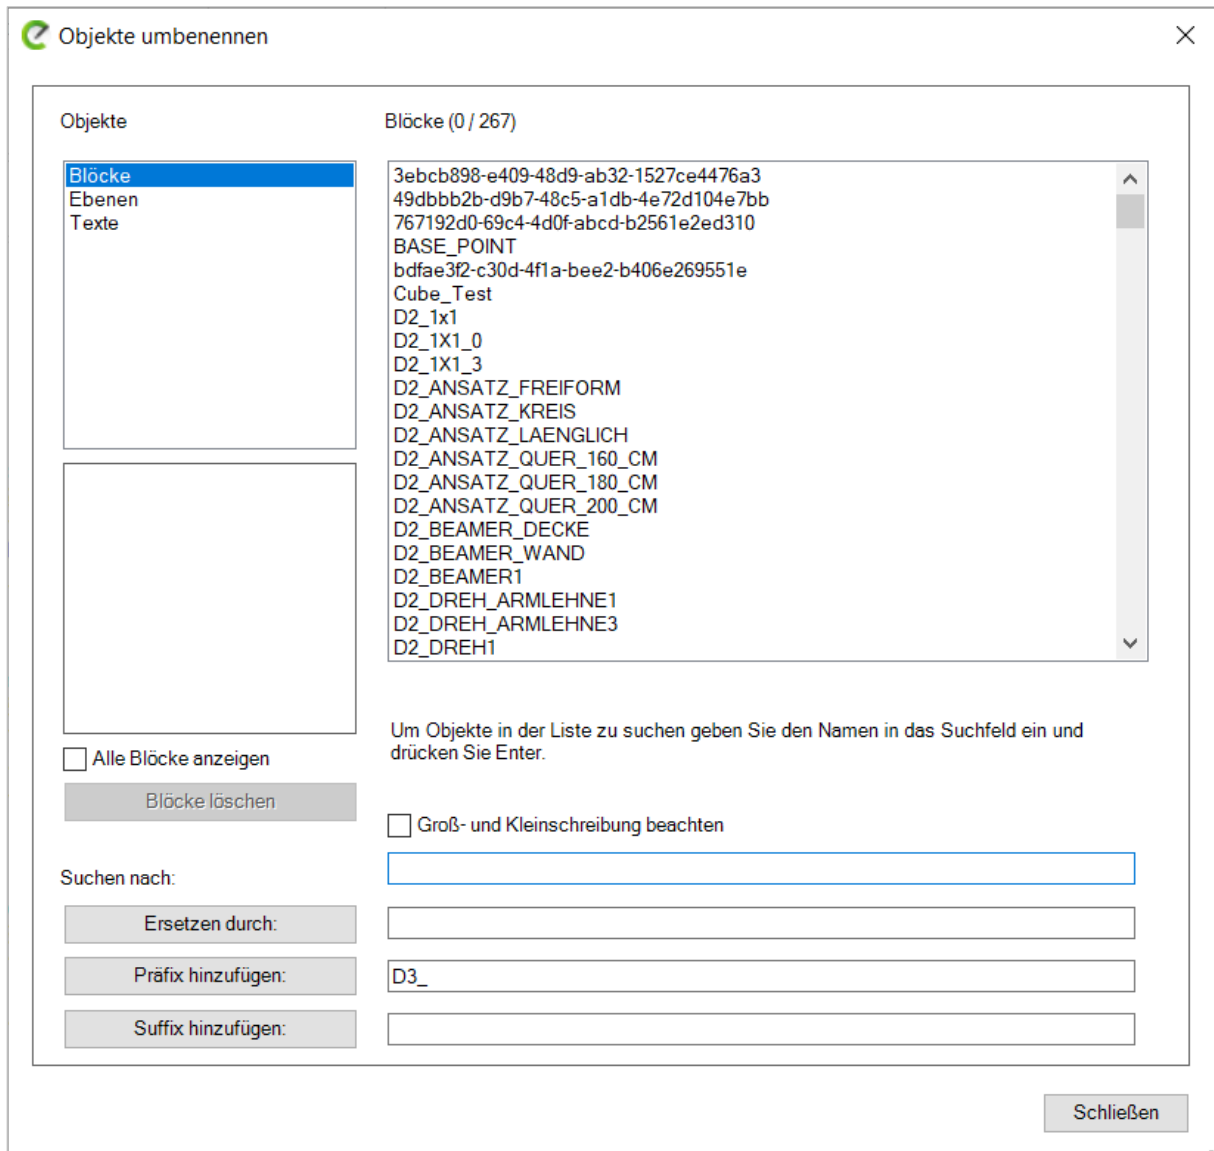 Objekte umbenennen
Objekte
Blöcke (0 / 267)
Blöcke
Ebenen
Texte
3ebcb898-e409-48d9-ab32-1527ce4476a3
49dbbb2b-d9b7-48c5-a1db-4e72d104e7bb
767192d0-69c4-4d0f-abcd-b2561e2ed310
BASE_POINT
bdfae3f2-c30d-4f1a-bee2-b406e269551e
Cube_Test
D2_1x1
D2_1X1_0
D2_1X1_3
D2_ANSATZ_FREIFORM
D2_ANSATZ_KREIS
D2_ANSATZ_LAENGLICH
D2_ANSATZ_QUER_160_CM
D2_ANSATZ_QUER_180_CM
D2_ANSATZ_QUER_200_CM
D2_BEAMER_DECKE
D2_BEAMER_WAND
D2_BEAMER1
D2_DREH_ARMLEHNE1
D2_DREH_ARMLEHNE3
D2_DREH1
Um Objekte in der Liste zu suchen geben Sie den Namen in das Suchfeld ein und
drücken Sie Enter.
Alle Blöcke anzeigen
Blöcke löschen
Groß- und Kleinschreibung beachten
Suchen nach:
Ersetzen durch:
Präfix hinzufügen:
D3_
Suffix hinzufügen:
Schließen